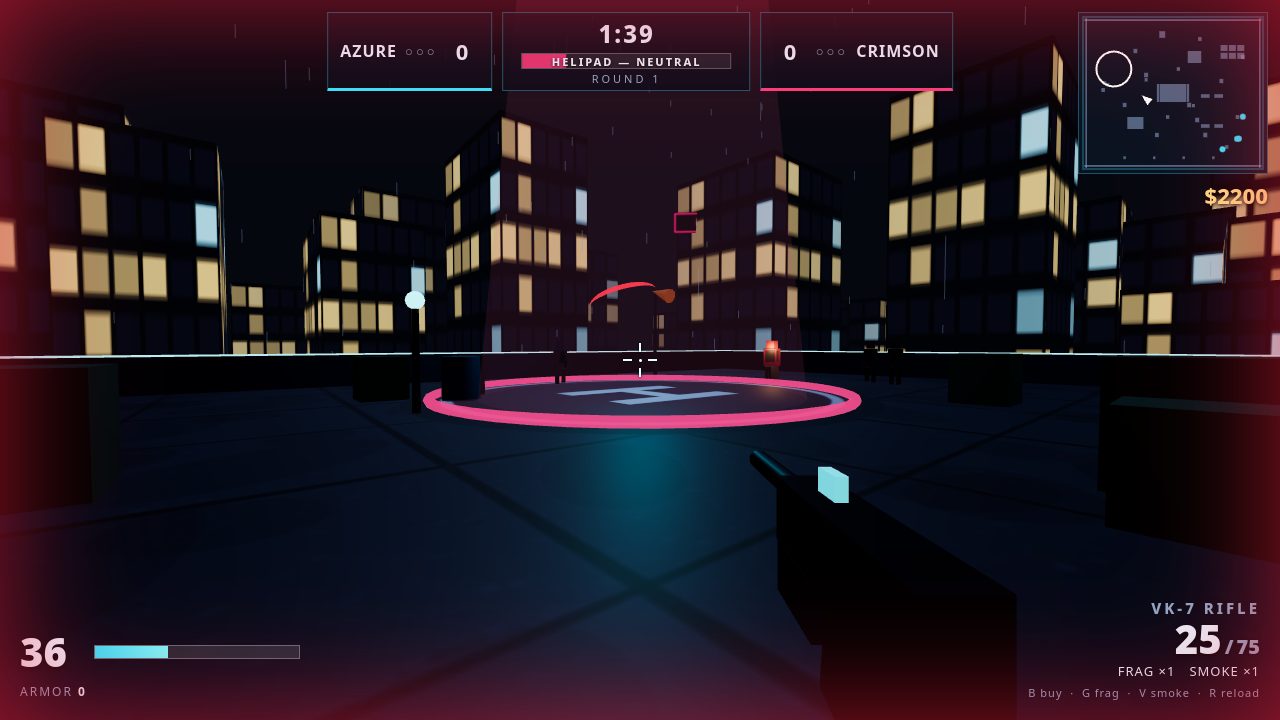 AZURE ○○○ 0
1:39
HELIPAD — NEUTRAL
ROUND 1
0 ○○○ CRIMSON
$2200
H
36
ARMOR 0
VK-7 RIFLE
25 / 75
FRAG ×1 SMOKE ×1
B buy · G frag · V smoke · R reload